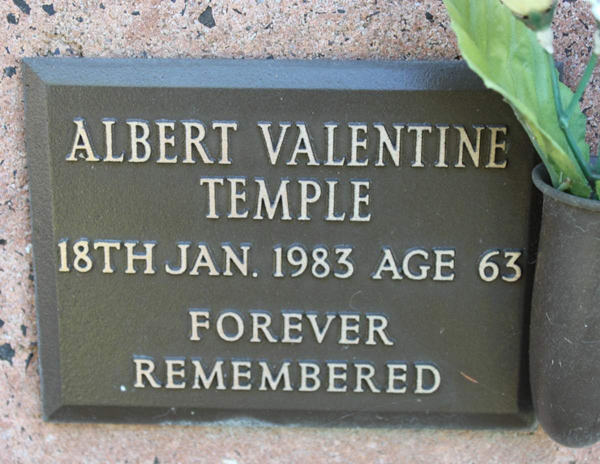 ALBERT VALENTINE
TEMPLE
18TH JAN. 1983 AGE 63
FOREVER
REMEMBERED